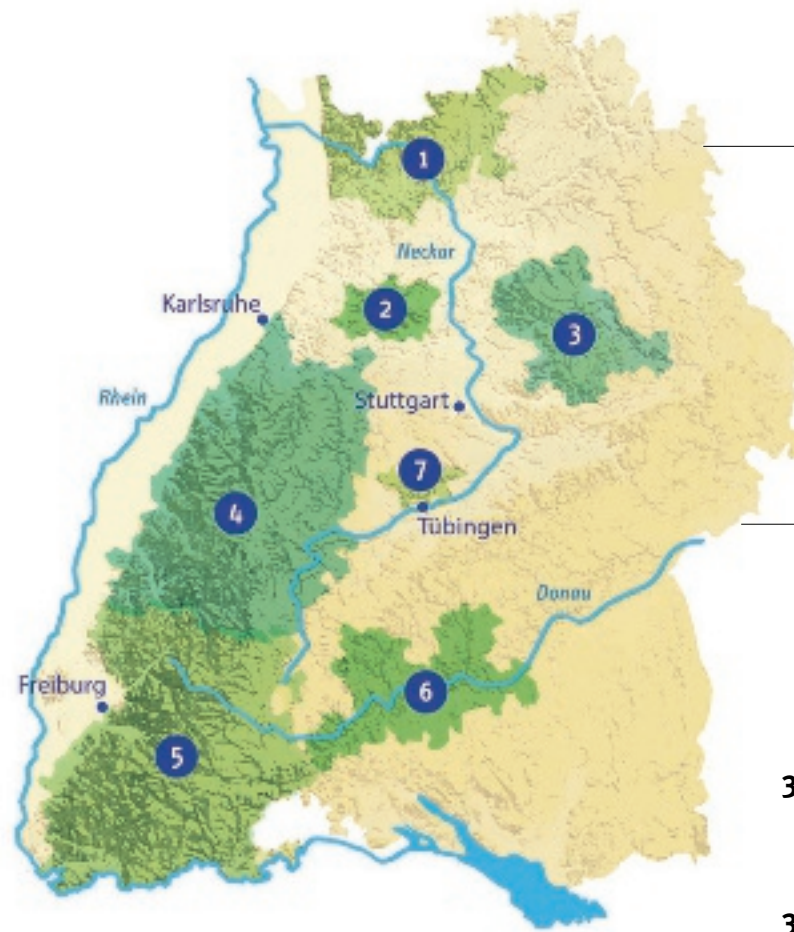 1
Neckar
2
Karlsruhe
3
Rhein
Stuttgart
7
4
Tübingen
Donau
6
Freiburg
5
3
3